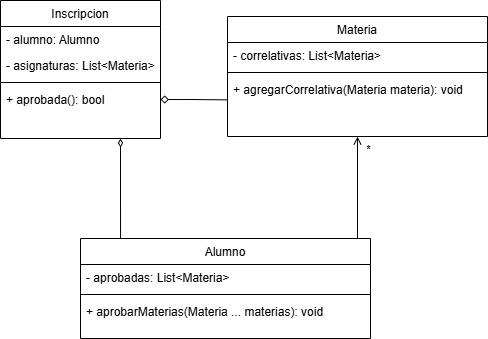 Inscripcion
- alumno: Alumno
- asignaturas: List<Materia>
+ aprobada(): bool
Materia
- correlativas: List<Materia>
+ agregarCorrelativa(Materia materia): void
*
Alumno
- aprobadas: List<Materia>
+ aprobarMaterias(Materia ... materias): void